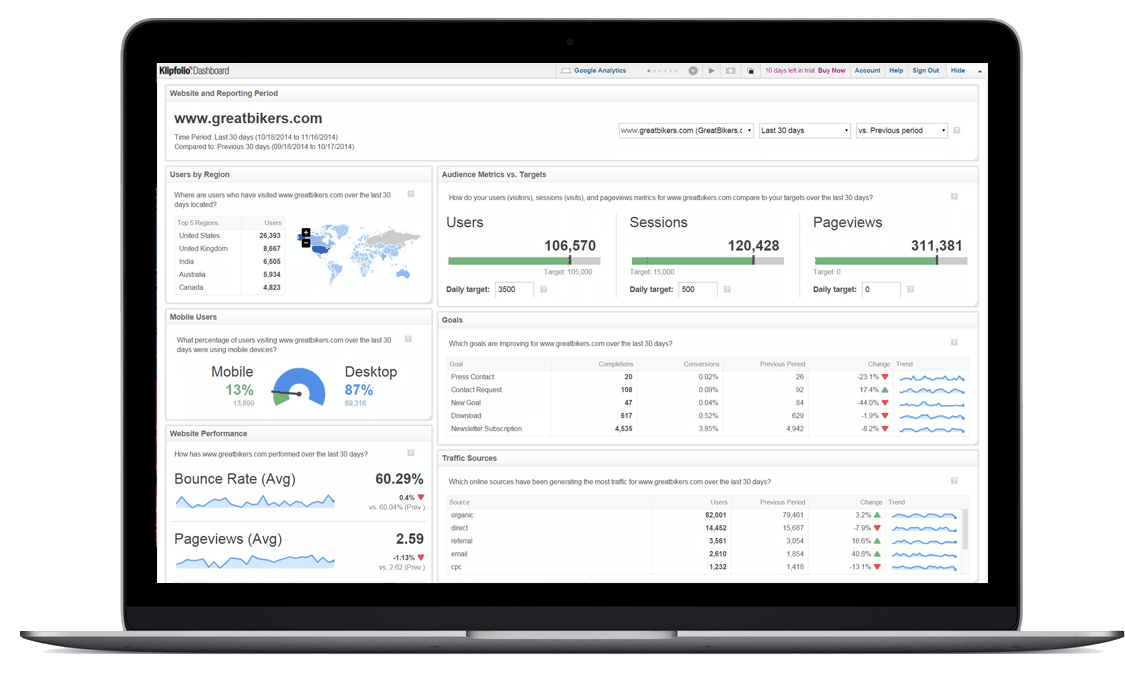 Klipfolio Dashboard
Google Analytics
10 days left in trial Buy Now
Account
Help
Sign Out
Hide
Website and Reporting Period
www.greatbikers.com
Time Period: Last 30 days (10/18/2014 to 11/16/2014)
Compared to: Previous 30 days (09/18/2014 to 10/17/2014)
www.greatbikers.com (GreatBikers.c
Last 30 days
vs. Previous period
?
Users by Region
Where are users who have visited www.greatbikers.com over the last 30
days located?
?
Top 5 Regions Users
United States 26,393
United Kingdom 8,667
India 6,505
Australia 5,934
Canada 4,823
+
−
Audience Metrics vs. Targets
How do your users (visitors), sessions (visits), and pageviews metrics for www.greatbikers.com compare to your targets over the last 30 days?
?
Users
106,570
Target: 105,000
Daily target: 3500 ?
Sessions
120,428
Target: 15,000
Daily target: 500 ?
Pageviews
311,381
Target: 0
Daily target: 0 ?
Mobile Users
What percentage of users visiting www.greatbikers.com over the last 30
days were using mobile devices?
?
Mobile
13%
13,899
Desktop
87%
89,316
Goals
Which goals are improving for www.greatbikers.com over the last 30 days?
?
Goal Completions Conversions Previous Period Change Trend
Press Contact 20 0.02% 26 -23.1%
Contact Request 108 0.09% 92 17.4%
New Goal 47 0.04% 84 -44.0%
Download 617 0.52% 629 -1.9%
Newsletter Subscription 4,535 3.85% 4,942 -8.2%
Website Performance
How has www.greatbikers.com performed over the last 30 days?
?
Bounce Rate (Avg) 60.29%
0.4%
vs. 60.04% (Prev.)
Pageviews (Avg) 2.59
-1.13%
vs. 2.62 (Prev.)
Traffic Sources
Which online sources have been generating the most traffic for www.greatbikers.com over the last 30 days?
?
Source Users Previous Period Change Trend
organic 82,001 79,461 3.2%
direct 14,452 15,687 -7.9%
referral 3,561 3,054 16.6%
email 2,610 1,854 40.8%
cpc 1,232 1,418 -13.1%